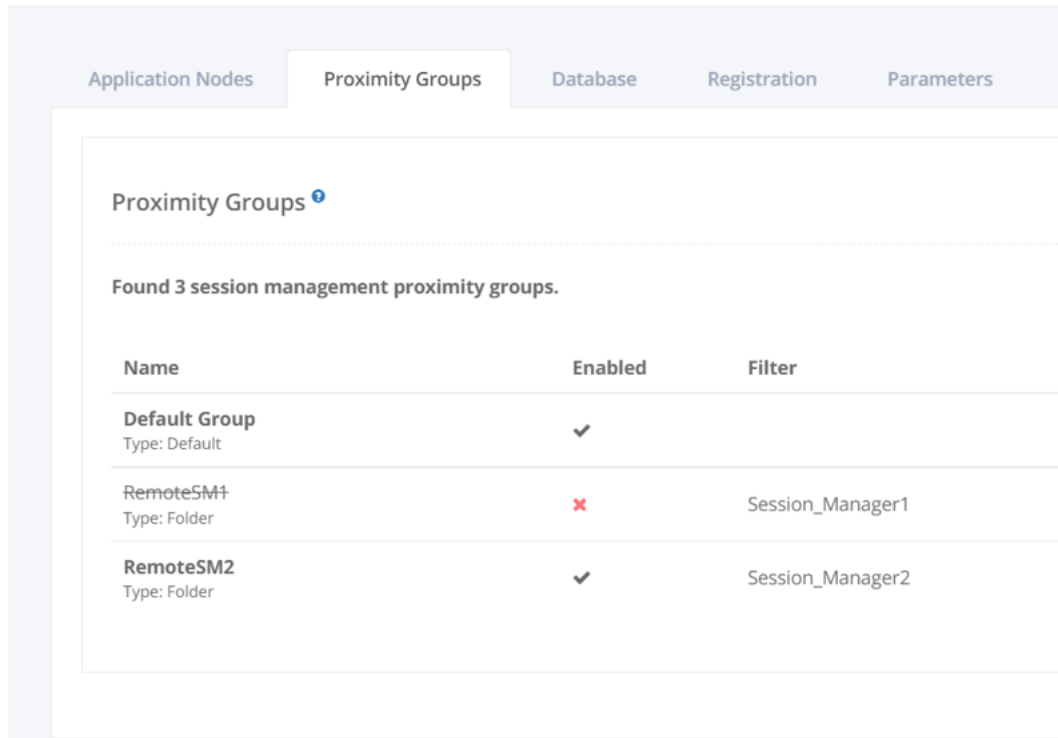 Application Nodes Proximity Groups Database Registration Parameters
Proximity Groups
Found 3 session management proximity groups.
Name Enabled Filter
Default Group
Type: Default
RemoteSM1 Session_Manager1
Type: Folder
RemoteSM2 Session_Manager2
Type: Folder